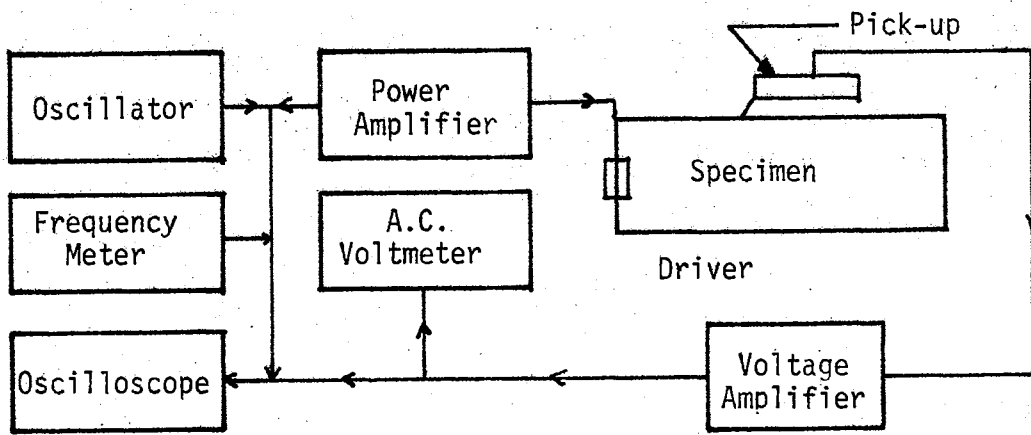 Pick-up
Oscillator
Power
Amplifier
Specimen
Frequency
Meter
A.C.
Voltmeter
Driver
Oscilloscope
Voltage
Amplifier